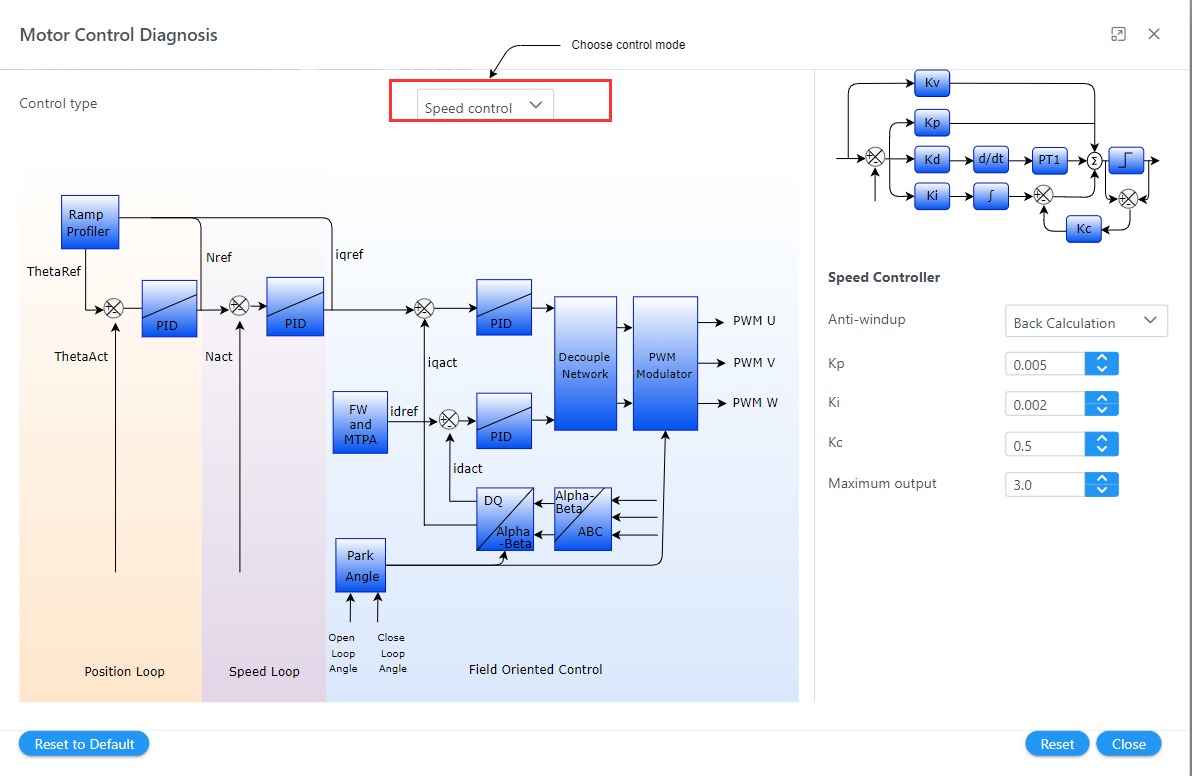 Motor Control Diagnosis
Choose control mode
Control type
Speed control
Ramp
Profiler
ThetaRef
PID
ThetaAct
Nref
PID
Nact
iqref
PID
iqact
FW
and
MTPA
idref
PID
idact
Decouple
Network
PWM
Modulator
PWM U
PWM V
PWM W
DQ
Alpha
-Beta
Alpha-
Beta
ABC
Park
Angle
Open
Loop
Angle
Close
Loop
Angle
Position Loop
Speed Loop
Field Oriented Control
Kv
Kp
Kd
d/dt
PT1
Σ
Ki
∫
Kc
Speed Controller
Anti-windup
Back Calculation
Kp
0.005
Ki
0.002
Kc
0.5
Maximum output
3.0
Reset to Default
Reset
Close